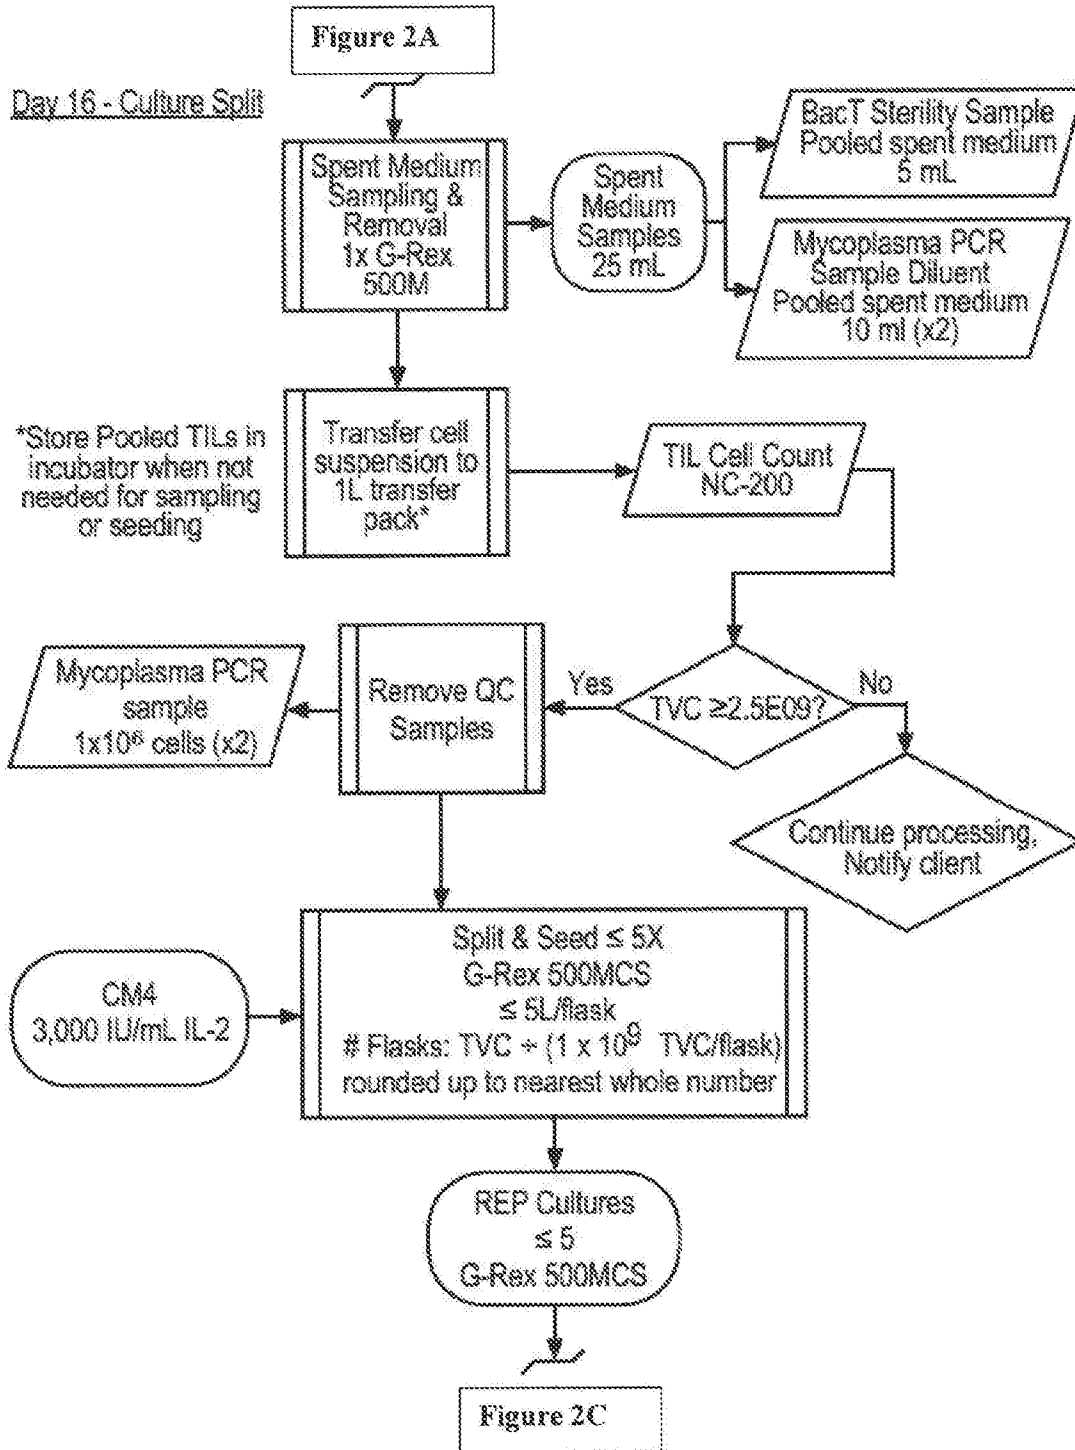 Figure 2A
Day 16 - Culture Split
Spent Medium
Sampling &
Removal
1x G-Rex
500M
Spent
Medium
Samples
25 mL
BacT Sterility Sample
Pooled spent medium
5 mL
Mycoplasma PCR
Sample Diluent
Pooled spent medium
10 ml (x2)
*Store Pooled TILs in
incubator when not
needed for sampling
or seeding
Transfer cell
suspension to
1L transfer
pack*
TIL Cell Count
NC-200
Mycoplasma PCR
sample
1x10⁶ cells (x2)
Remove QC
Samples
Yes
TVC ≥2.5E09?
No
Continue processing,
Notify client
CM4
3,000 IU/mL IL-2
Split & Seed ≤ 5X
G-Rex 500MCS
≤ 5L/flask
# Flasks: TVC ÷ (1 x 10⁹ TVC/flask)
rounded up to nearest whole number
REP Cultures
≤ 5
G-Rex 500MCS
Figure 2C